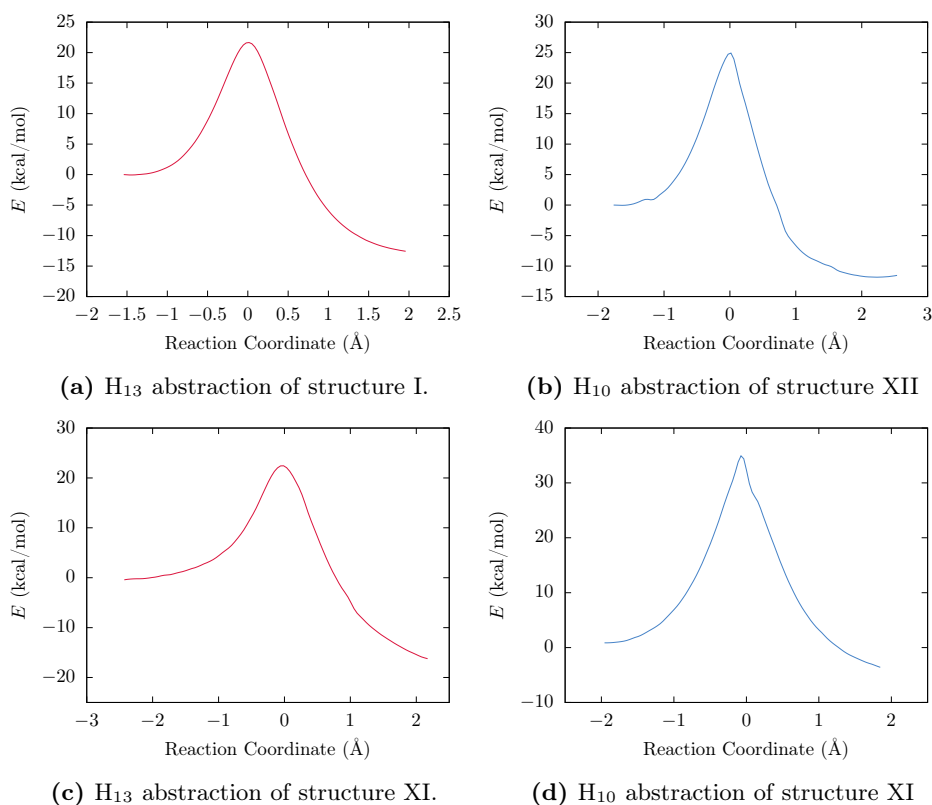 25
20
15
10
5
0
−5
−10
−15
−20
−2 −1.5 −1 −0.5 0 0.5 1 1.5 2 2.5
E (kcal/mol)
Reaction Coordinate (Å)
(a) H₁₃ abstraction of structure I.
30
25
20
15
10
5
0
−5
−10
−15
−2 −1 0 1 2 3
E (kcal/mol)
Reaction Coordinate (Å)
(b) H₁₀ abstraction of structure XII
30
20
10
0
−10
−20
−3 −2 −1 0 1 2
E (kcal/mol)
Reaction Coordinate (Å)
(c) H₁₃ abstraction of structure XI.
40
30
20
10
0
−10
−2 −1 0 1 2
E (kcal/mol)
Reaction Coordinate (Å)
(d) H₁₀ abstraction of structure XI